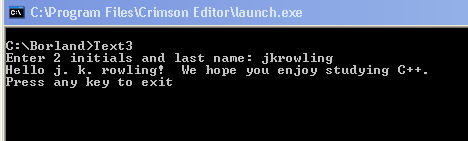 C:\Program Files\Crimson Editor\launch.exe
C:\Borland>Text3
Enter 2 initials and last name: jkrowling
Hello j. k. rowling!  We hope you enjoy studying C++.
Press any key to exit